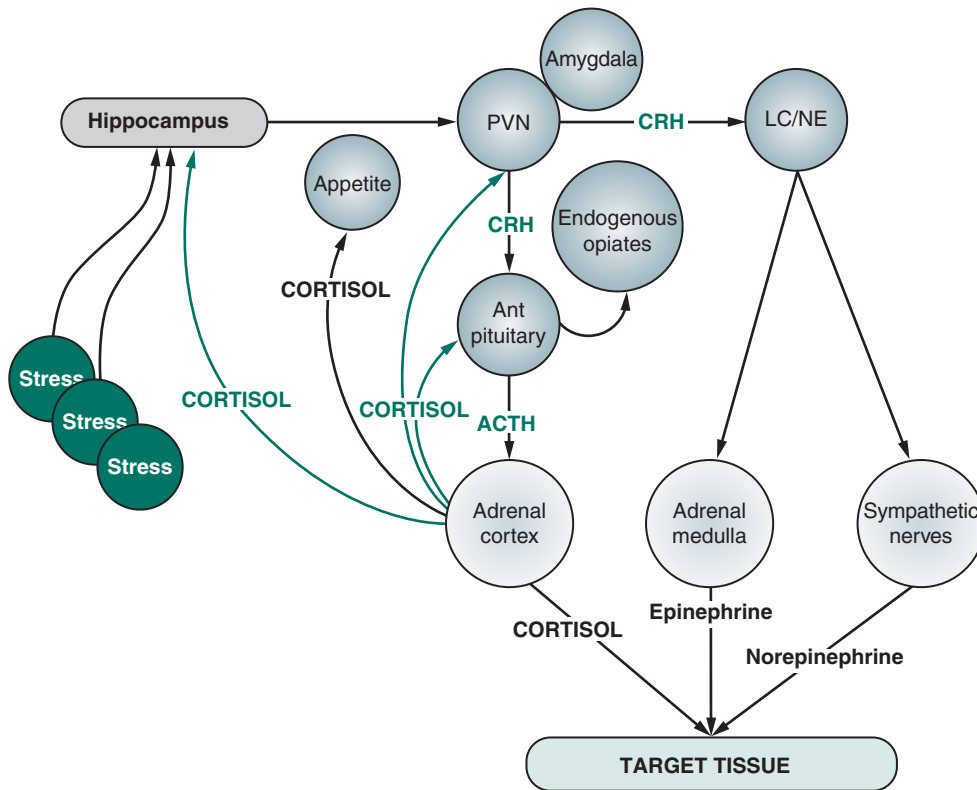 Amygdala
Hippocampus
PVN
CRH
LC/NE
Appetite
CRH
Endogenous
opiates
CORTISOL
Ant
pituitary
Stress
CORTISOL
CORTISOL
Stress
ACTH
Stress
Adrenal
cortex
Adrenal
medulla
Sympathetic
nerves
Epinephrine
CORTISOL
Norepinephrine
TARGET TISSUE